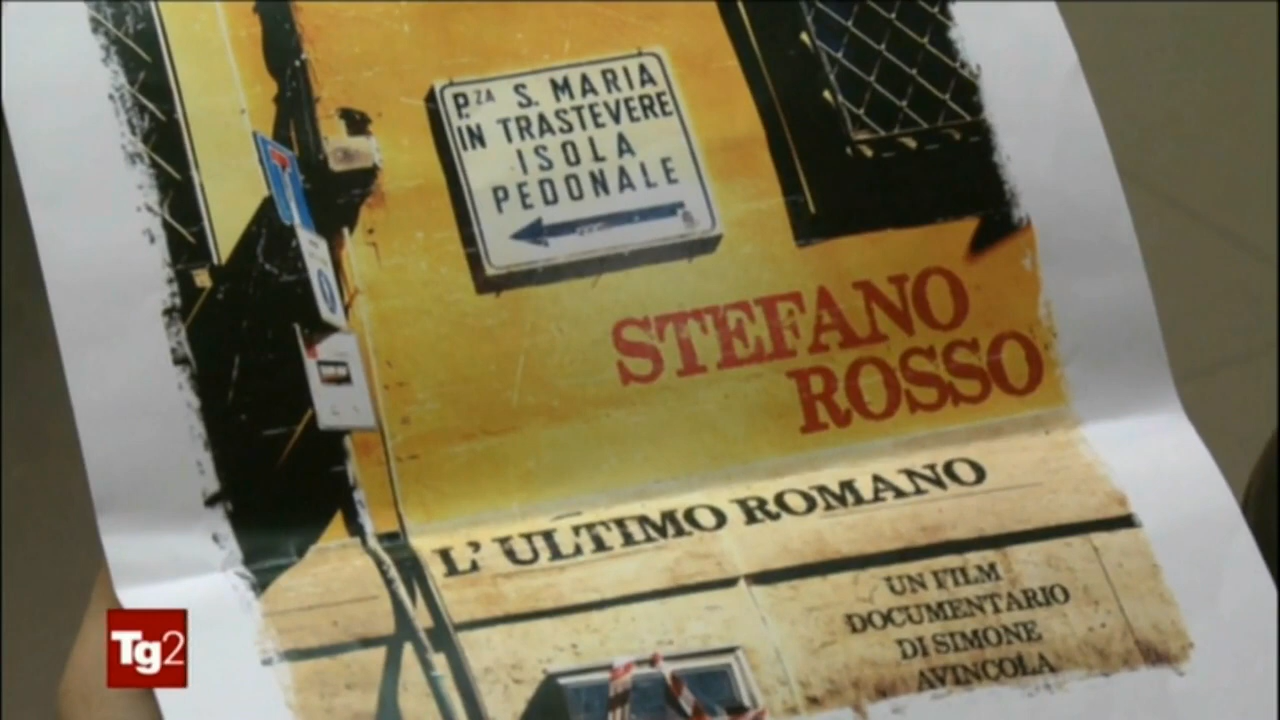 P.ZA S. MARIA
IN TRASTEVERE
ISOLA
PEDONALE
STEFANO
ROSSO
L'ULTIMO ROMANO
UN FILM
DOCUMENTARIO
DI SIMONE
AVINCOLA
Tg2